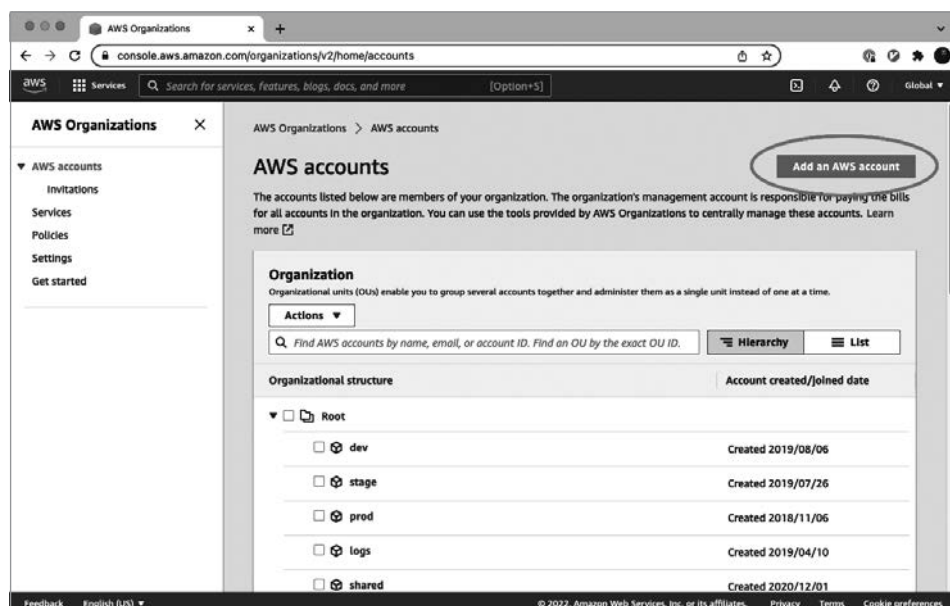 AWS Organizations
console.aws.amazon.com/organizations/v2/home/accounts
aws Services Search for services, features, blogs, docs, and more [Option+S] Global
AWS Organizations
AWS accounts
Invitations
Services
Policies
Settings
Get started
AWS Organizations > AWS accounts
AWS accounts
Add an AWS account
The accounts listed below are members of your organization. The organization's management account is responsible for paying the bills
for all accounts in the organization. You can use the tools provided by AWS Organizations to centrally manage these accounts. Learn
more
Organization
Organizational units (OUs) enable you to group several accounts together and administer them as a single unit instead of one at a time.
Actions
Find AWS accounts by name, email, or account ID. Find an OU by the exact OU ID. Hierarchy List
Organizational structure Account created/joined date
Root
dev Created 2019/08/06
stage Created 2019/07/26
prod Created 2018/11/06
logs Created 2019/04/10
shared Created 2020/12/01
Feedback English (US) © 2022, Amazon Web Services, Inc. or its affiliates. Privacy Terms Cookie preferences